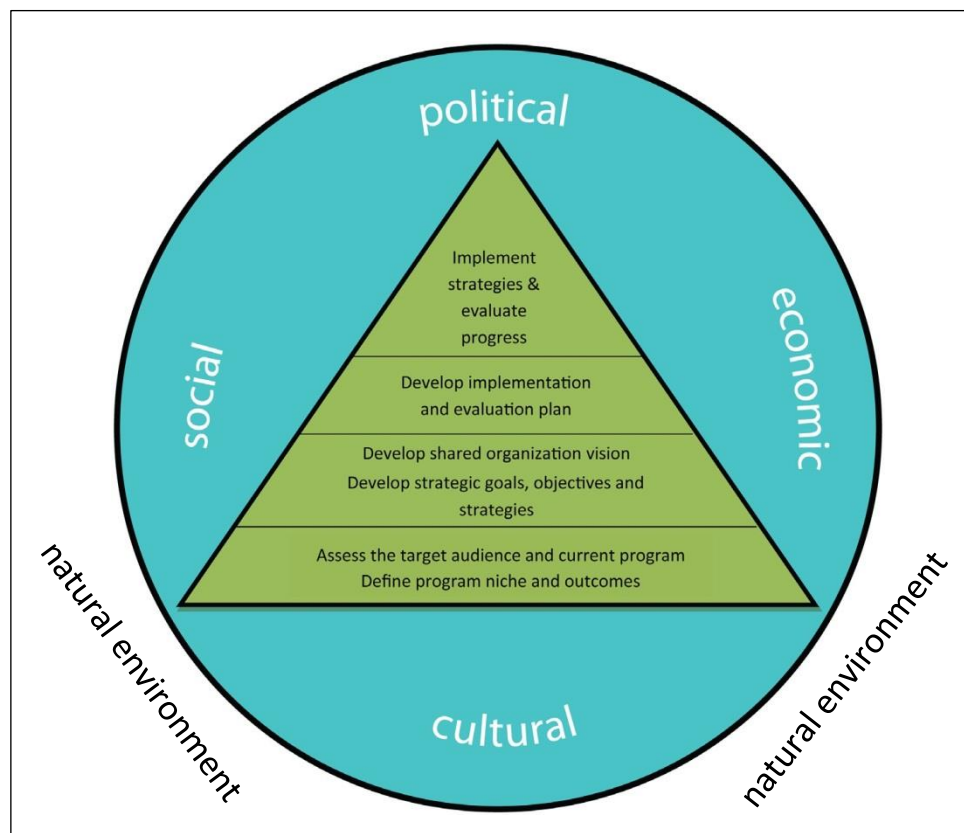 political
Implement
strategies &
evaluate
progress
economic
social
Develop implementation
and evaluation plan
Develop shared organization vision
Develop strategic goals, objectives and
strategies
Assess the target audience and current program
Define program niche and outcomes
natural environment
natural environment
cultural